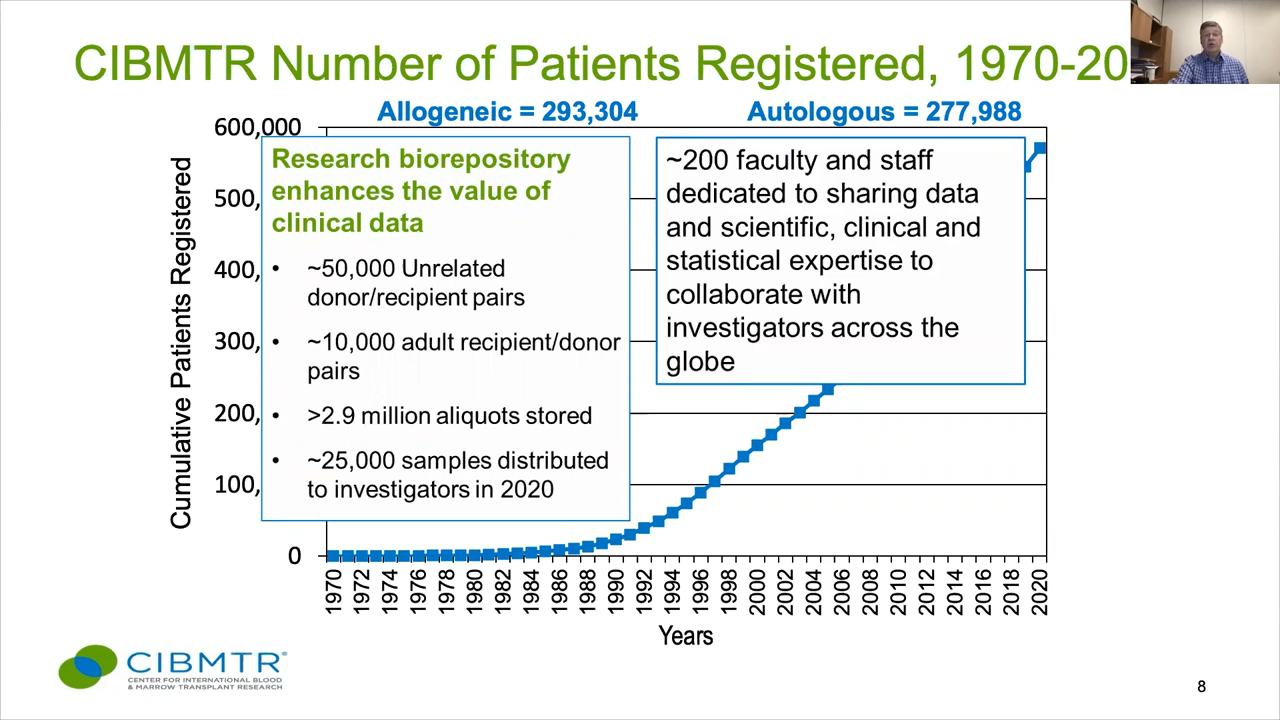 CIBMTR Number of Patients Registered, 1970-20
Allogeneic = 293,304
Autologous = 277,988
Cumulative Patients Registered
600,000
500,
400,
300,
200,
100,
0
Research biorepository
enhances the value of
clinical data
• ~50,000 Unrelated
donor/recipient pairs
• ~10,000 adult recipient/donor
pairs
• >2.9 million aliquots stored
• ~25,000 samples distributed
to investigators in 2020
~200 faculty and staff
dedicated to sharing data
and scientific, clinical and
statistical expertise to
collaborate with
investigators across the
globe
1970
1972
1974
1976
1978
1980
1982
1984
1986
1988
1990
1992
1994
1996
1998
2000
2002
2004
2006
2008
2010
2012
2014
2016
2018
2020
Years
CIBMTR®
CENTER FOR INTERNATIONAL BLOOD
& MARROW TRANSPLANT RESEARCH
8